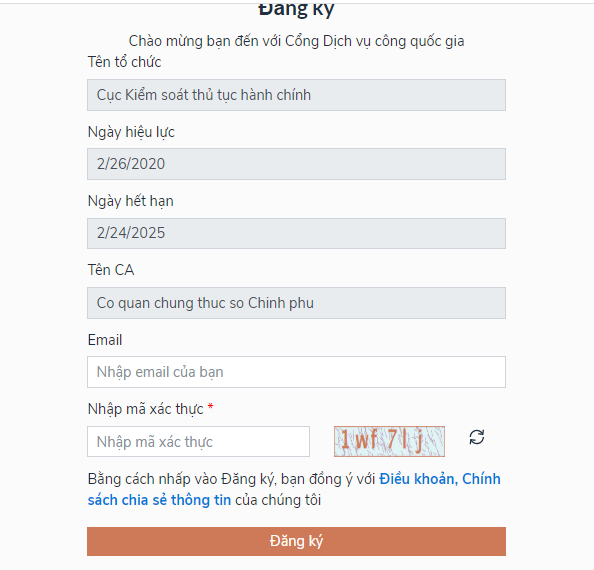 Đăng ký
Chào mừng bạn đến với Cổng Dịch vụ công quốc gia
Tên tổ chức
Cục Kiểm soát thủ tục hành chính
Ngày hiệu lực
2/26/2020
Ngày hết hạn
2/24/2025
Tên CA
Co quan chung thuc so Chinh phu
Email
Nhập email của bạn
Nhập mã xác thực *
Nhập mã xác thực
Bằng cách nhấp vào Đăng ký, bạn đồng ý với Điều khoản, Chính
sách chia sẻ thông tin của chúng tôi
Đăng ký